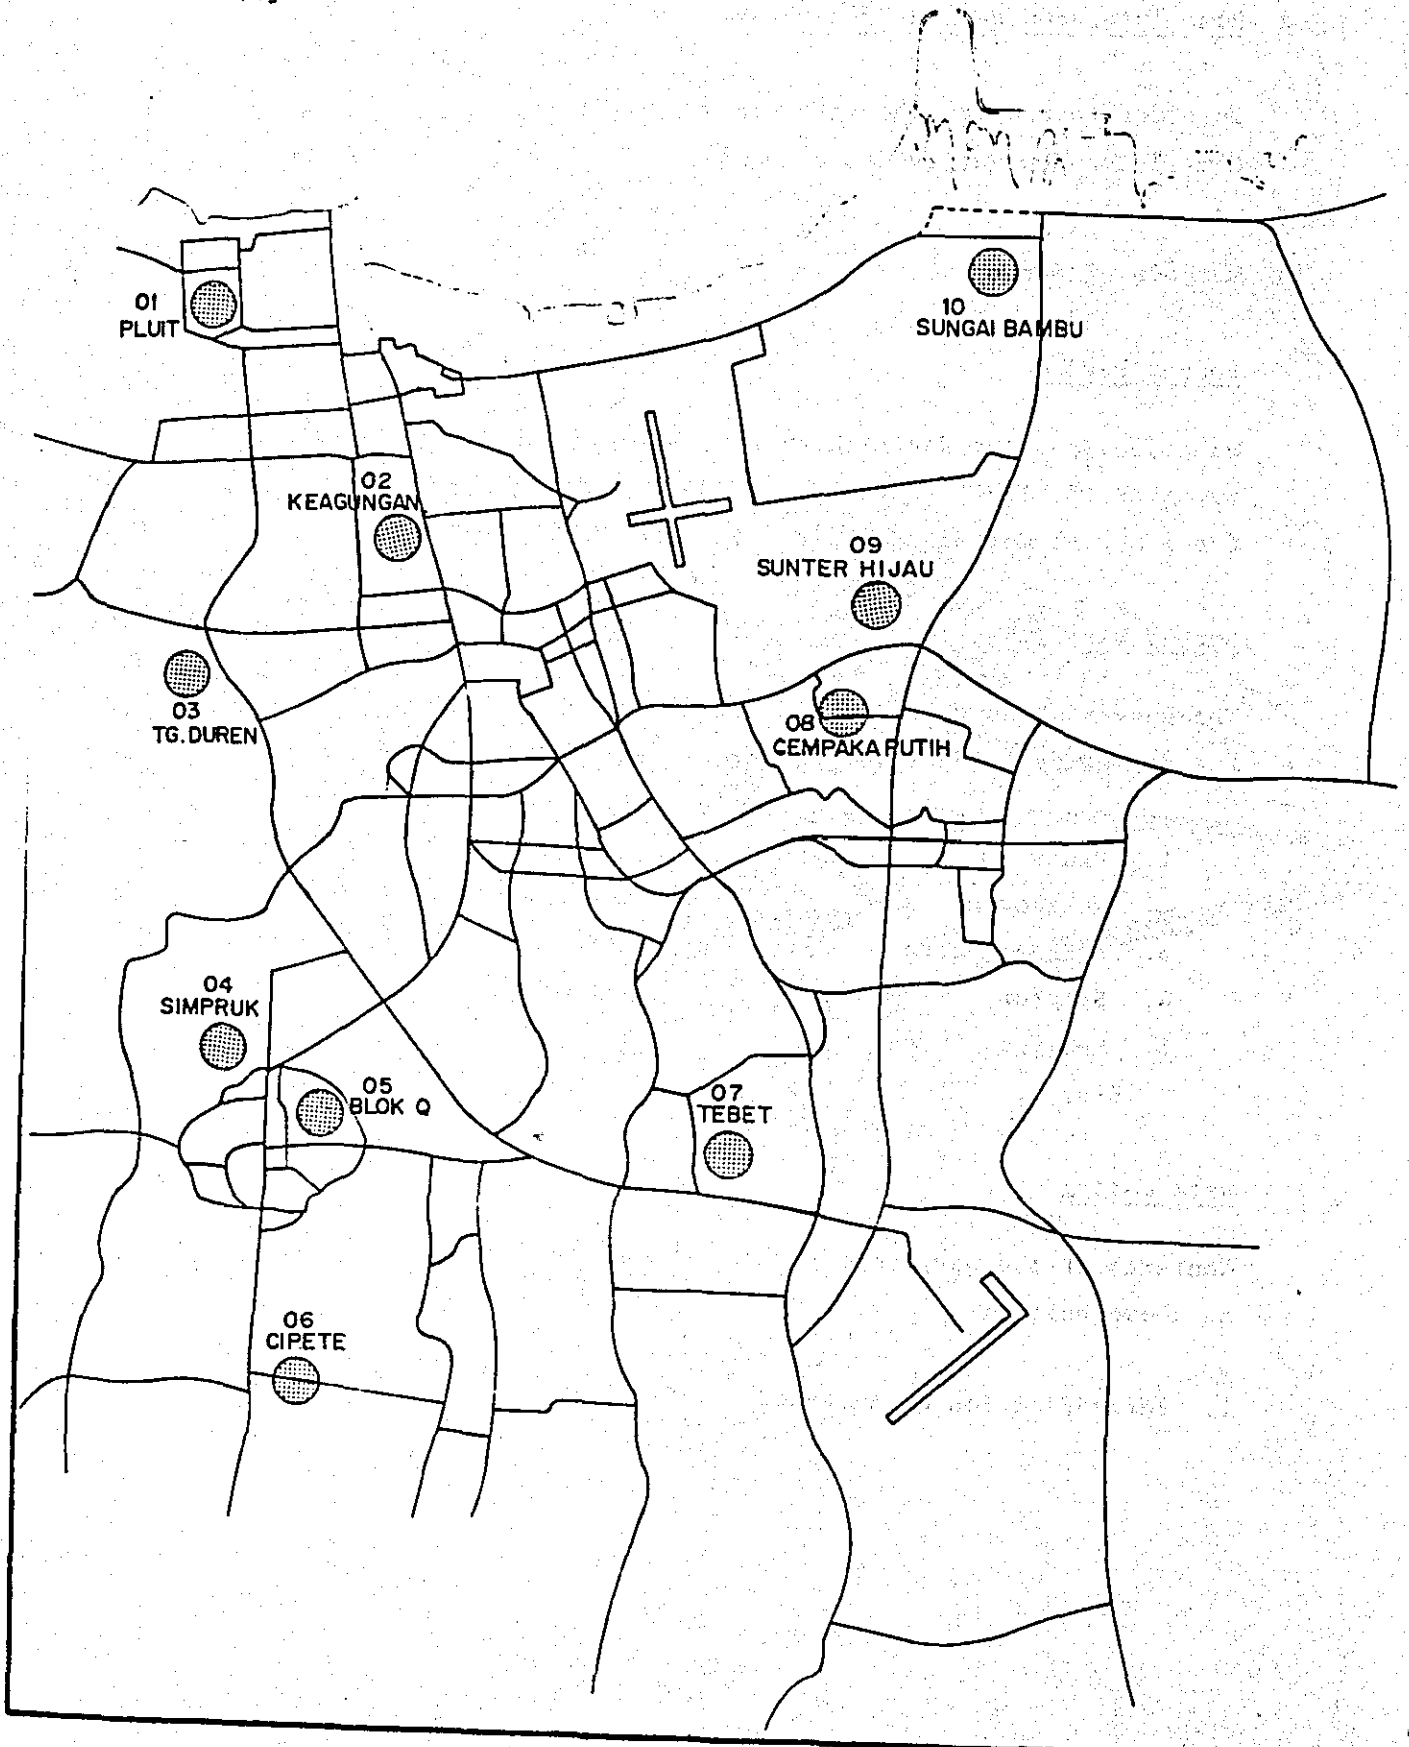 01
PLUIT
10
SUNGAI BAMBU
02
KEAGUNGAN
09
SUNTER HIJAU
03
TG. DUREN
08
CEMPAKA PUTIH
04
SIMPRUK
05
BLOK Q
07
TEBET
06
CIPETE